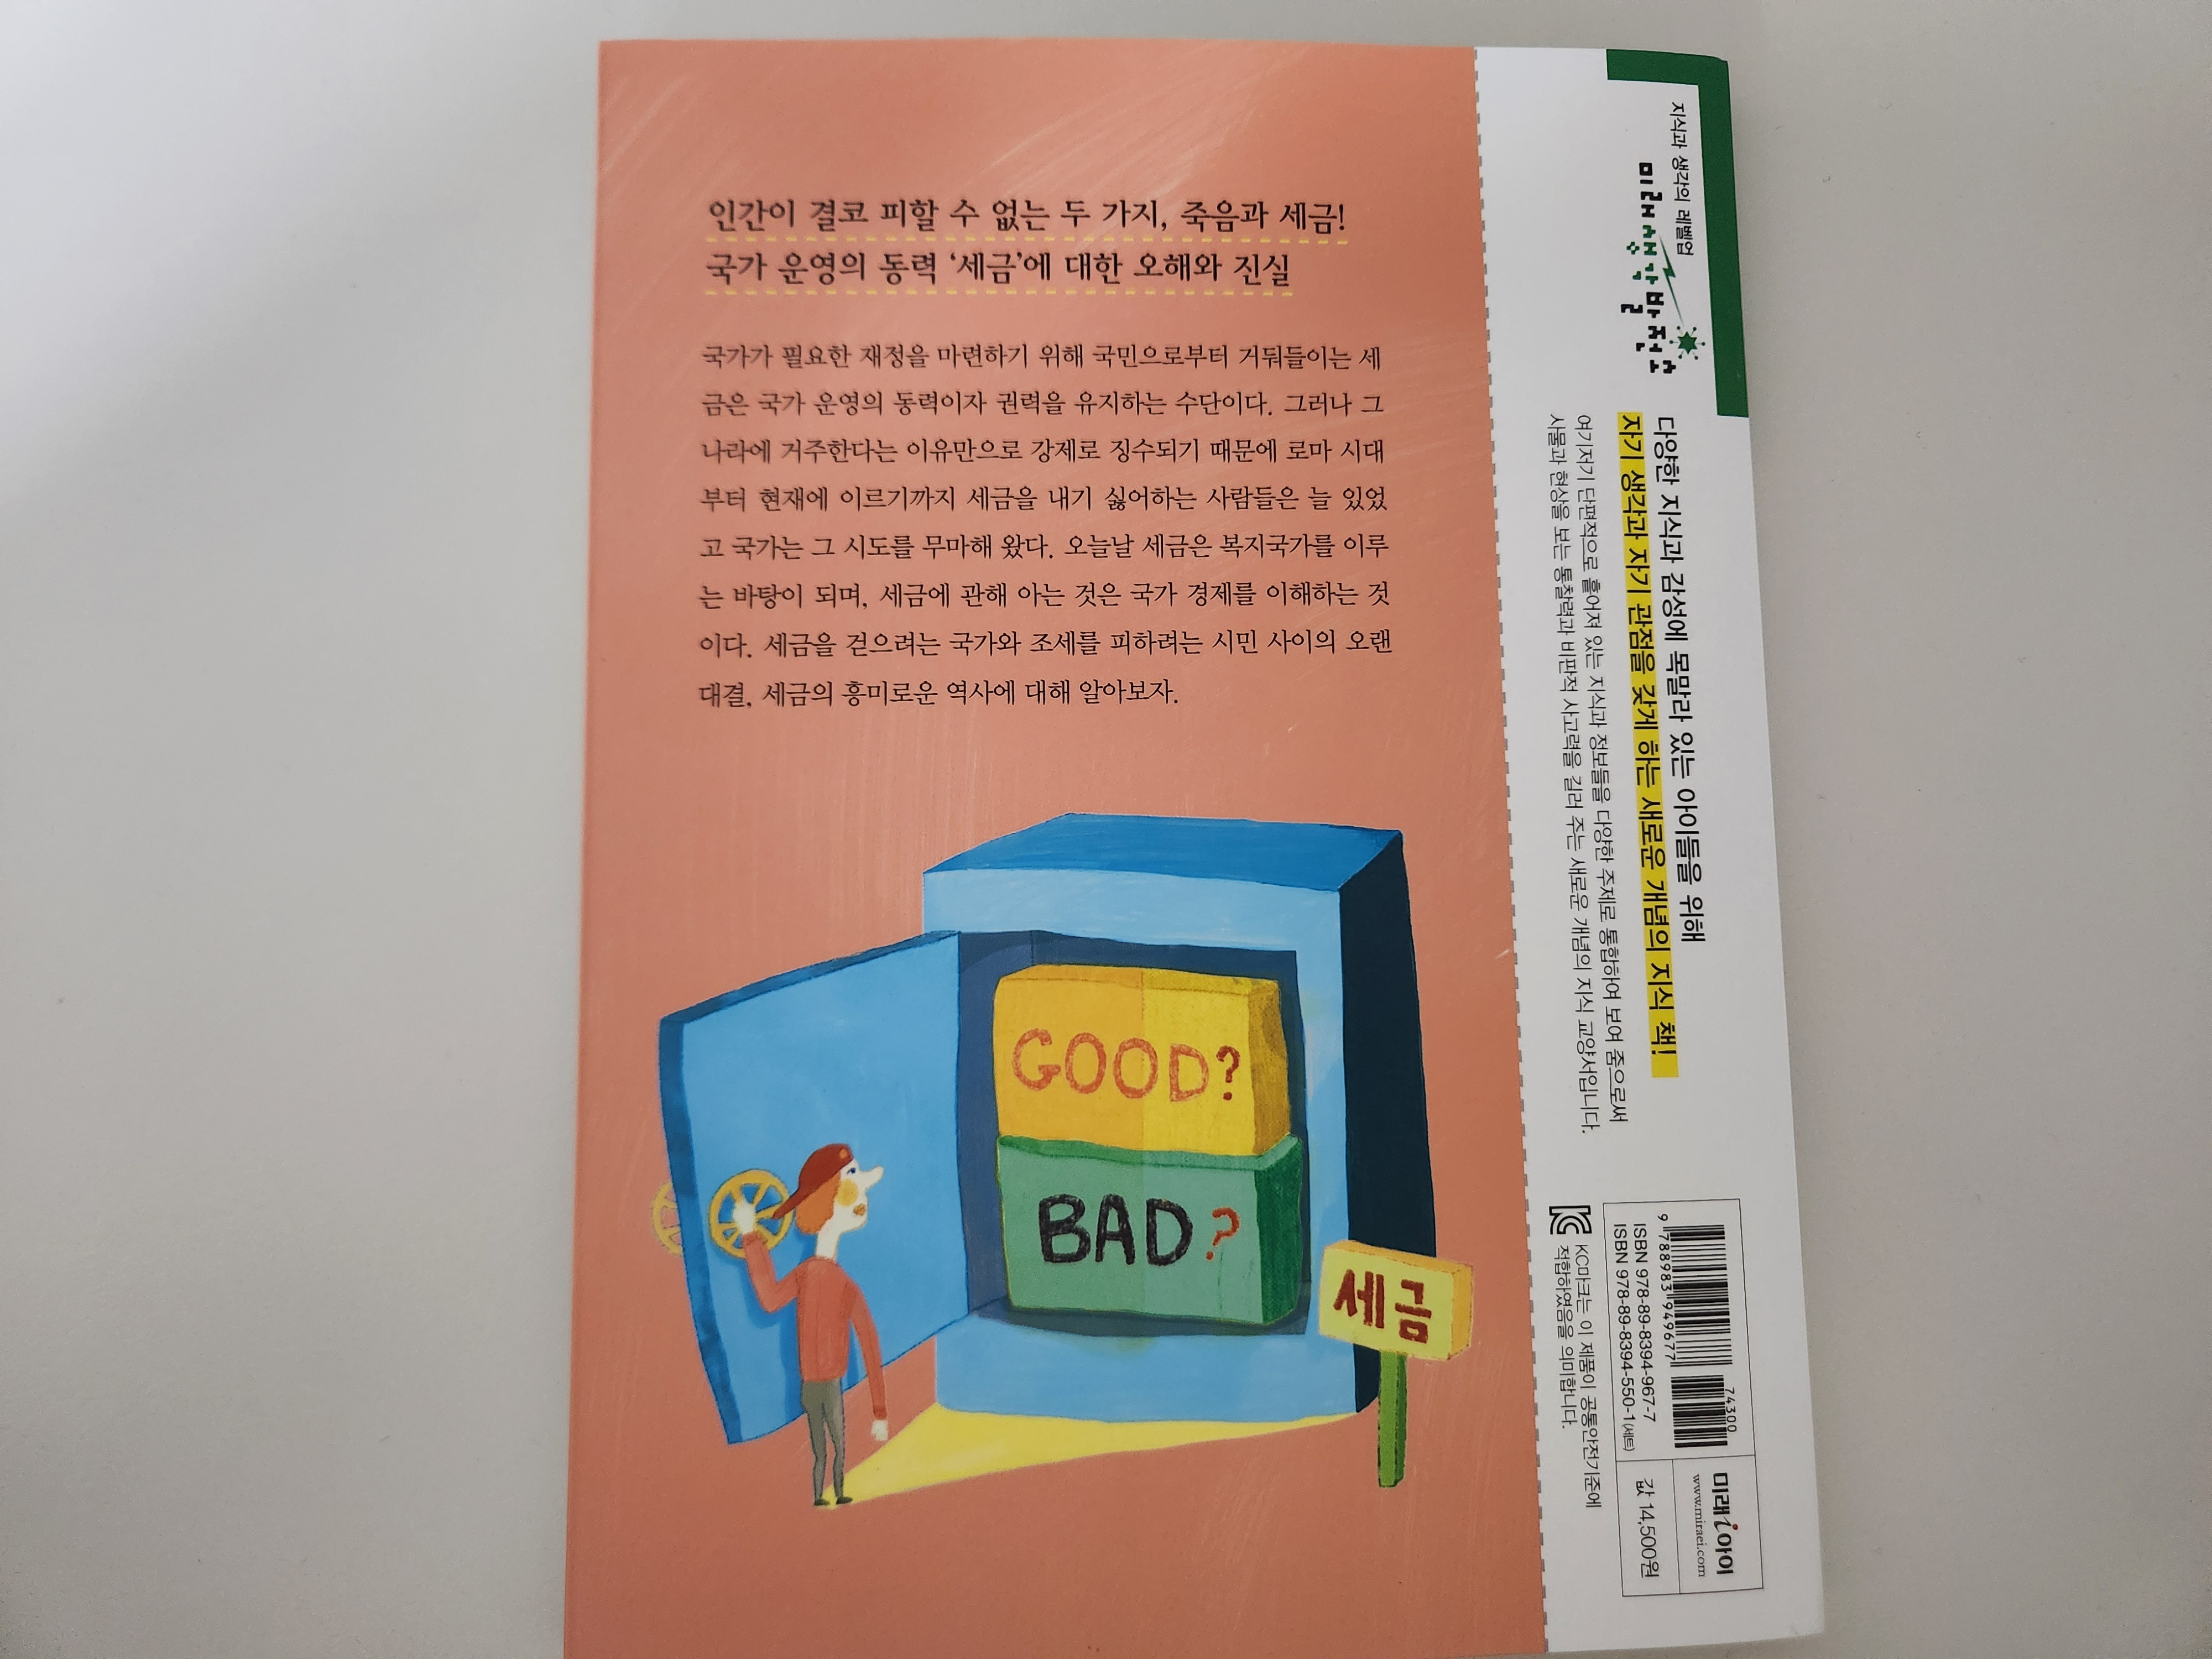 인간이 결코 피할 수 없는 두 가지, 죽음과 세금!
국가 운영의 동력 ‘세금’에 대한 오해와 진실
국가가 필요한 재정을 마련하기 위해 국민으로부터 거둬들이는 세
금은 국가 운영의 동력이자 권력을 유지하는 수단이다. 그러나 그
나라에 거주한다는 이유만으로 강제로 징수되기 때문에 로마 시대
부터 현재에 이르기까지 세금을 내기 싫어하는 사람들은 늘 있었
고 국가는 그 시도를 무마해 왔다. 오늘날 세금은 복지국가를 이루
는 바탕이 되며, 세금에 관해 아는 것은 국가 경제를 이해하는 것
이다. 세금을 걷으려는 국가와 조세를 피하려는 시민 사이의 오랜
대결, 세금의 흥미로운 역사에 대해 알아보자.
GOOD?
BAD?
세금
지식과 생각의 레벨업
미래생각발전소
다양한 지식과 감성에 목말라 있는 아이들을 위해
자기 생각과 자기 관점을 갖게 하는 새로운 개념의 지식 책!
여기저기 단편적으로 흩어져 있는 지식과 정보들을 다양한 주제로 통합하여 보여 줌으로써
사물과 현상을 보는 통찰력과 비판적 사고력을 길러 주는 새로운 개념의 지식 교양서입니다.
KC마크는 이 제품이 공통안전기준에
적합하였음을 의미합니다.
74300
9 788983 949677
ISBN 978-89-8394-967-7
ISBN 978-89-8394-550-1(세트)
미래i아이
www.miraei.com
값 14,500원